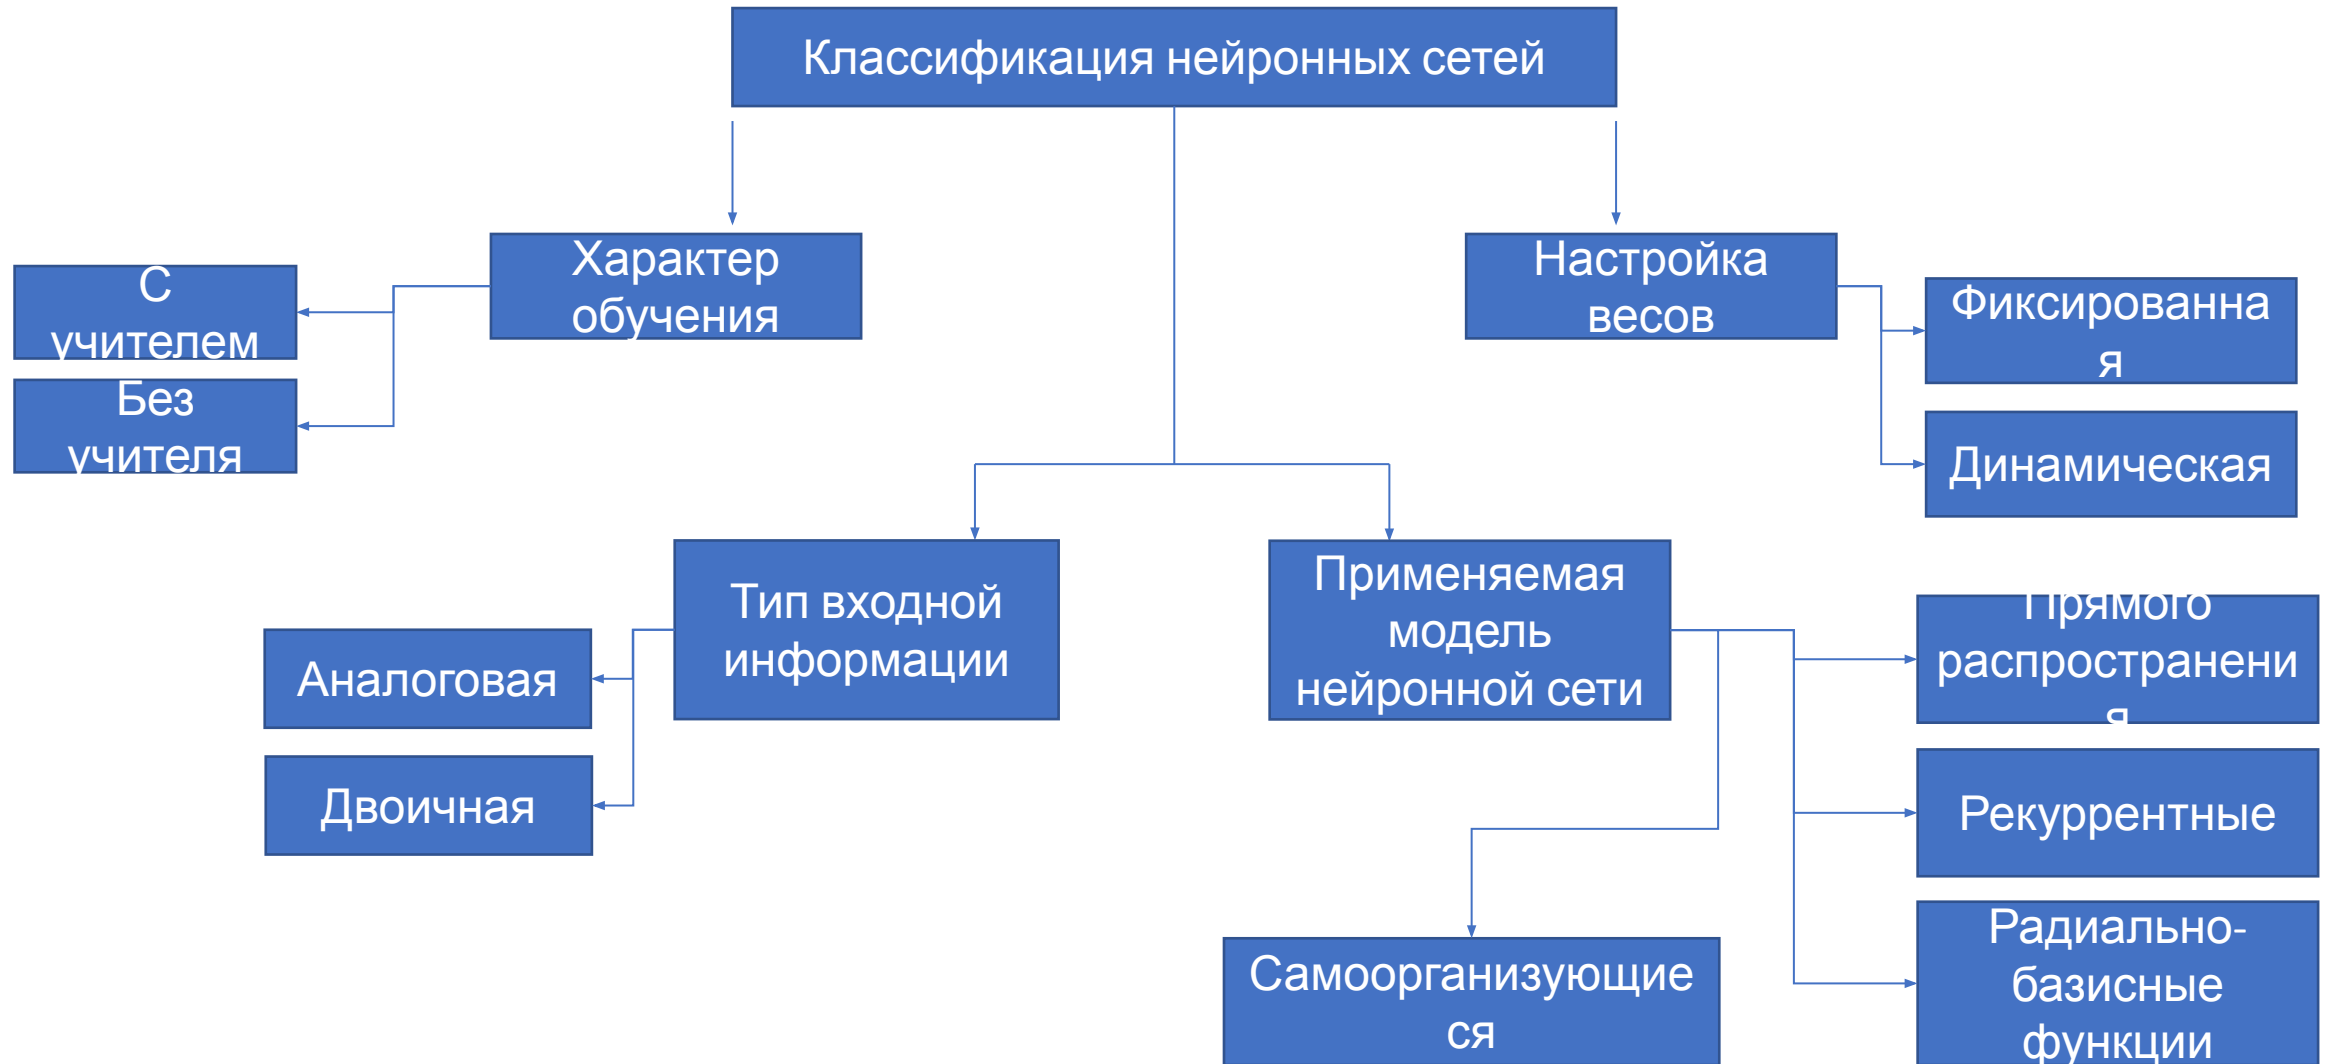 Классификация нейронных сетей
Характер
обучения
Настройка
весов
С
учителем
Без
учителя
Фиксированна
я
Динамическая
Тип входной
информации
Применяемая
модель
нейронной сети
Аналоговая
Двоичная
Прямого
распространени
я
Рекуррентные
Радиально-
базисные
функции
Самоорганизующие
ся